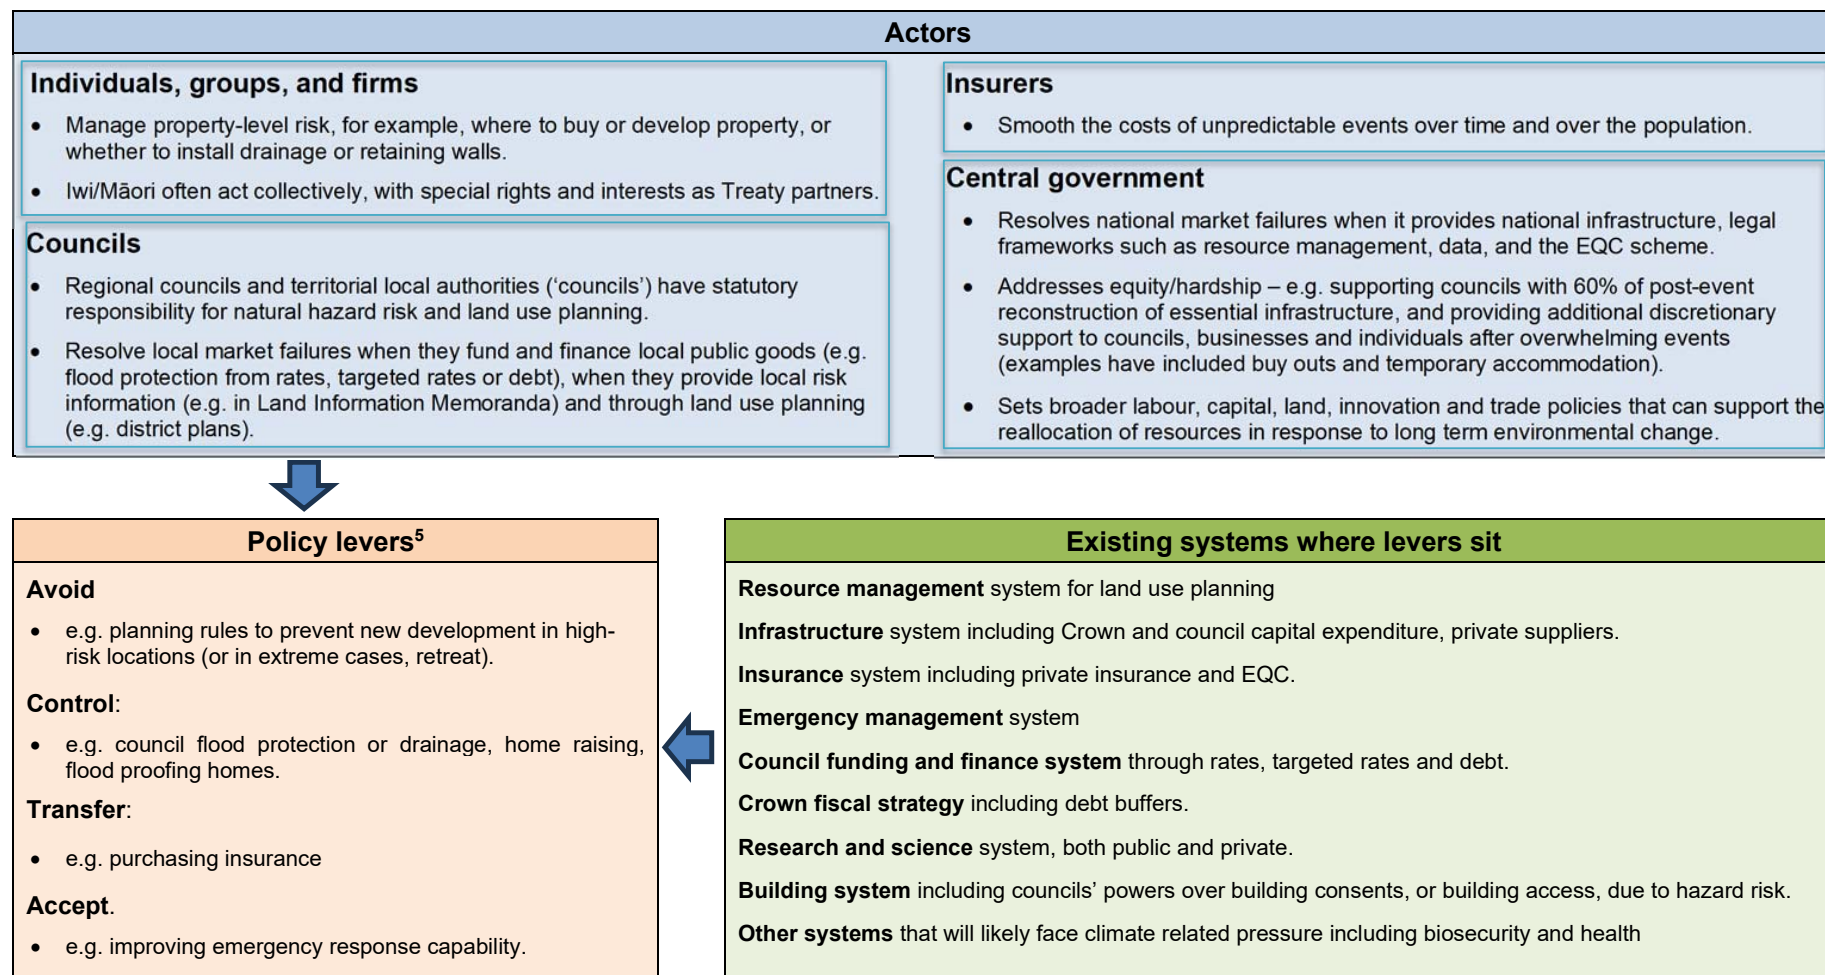 Actors
Individuals, groups, and firms
• Manage property-level risk, for example, where to buy or develop property, or
whether to install drainage or retaining walls.
• Iwi/Māori often act collectively, with special rights and interests as Treaty partners.
Councils
• Regional councils and territorial local authorities (‘councils’) have statutory
responsibility for natural hazard risk and land use planning.
• Resolve local market failures when they fund and finance local public goods (e.g.
flood protection from rates, targeted rates or debt), when they provide local risk
information (e.g. in Land Information Memoranda) and through land use planning
(e.g. district plans).
Insurers
• Smooth the costs of unpredictable events over time and over the population.
Central government
• Resolves national market failures when it provides national infrastructure, legal
frameworks such as resource management, data, and the EQC scheme.
• Addresses equity/hardship – e.g. supporting councils with 60% of post-event
reconstruction of essential infrastructure, and providing additional discretionary
support to councils, businesses and individuals after overwhelming events
(examples have included buy outs and temporary accommodation).
• Sets broader labour, capital, land, innovation and trade policies that can support the
reallocation of resources in response to long term environmental change.
Policy levers⁵
Avoid
• e.g. planning rules to prevent new development in high-
risk locations (or in extreme cases, retreat).
Control:
• e.g. council flood protection or drainage, home raising,
flood proofing homes.
Transfer:
• e.g. purchasing insurance
Accept.
• e.g. improving emergency response capability.
Existing systems where levers sit
Resource management system for land use planning
Infrastructure system including Crown and council capital expenditure, private suppliers.
Insurance system including private insurance and EQC.
Emergency management system
Council funding and finance system through rates, targeted rates and debt.
Crown fiscal strategy including debt buffers.
Research and science system, both public and private.
Building system including councils’ powers over building consents, or building access, due to hazard risk.
Other systems that will likely face climate related pressure including biosecurity and health